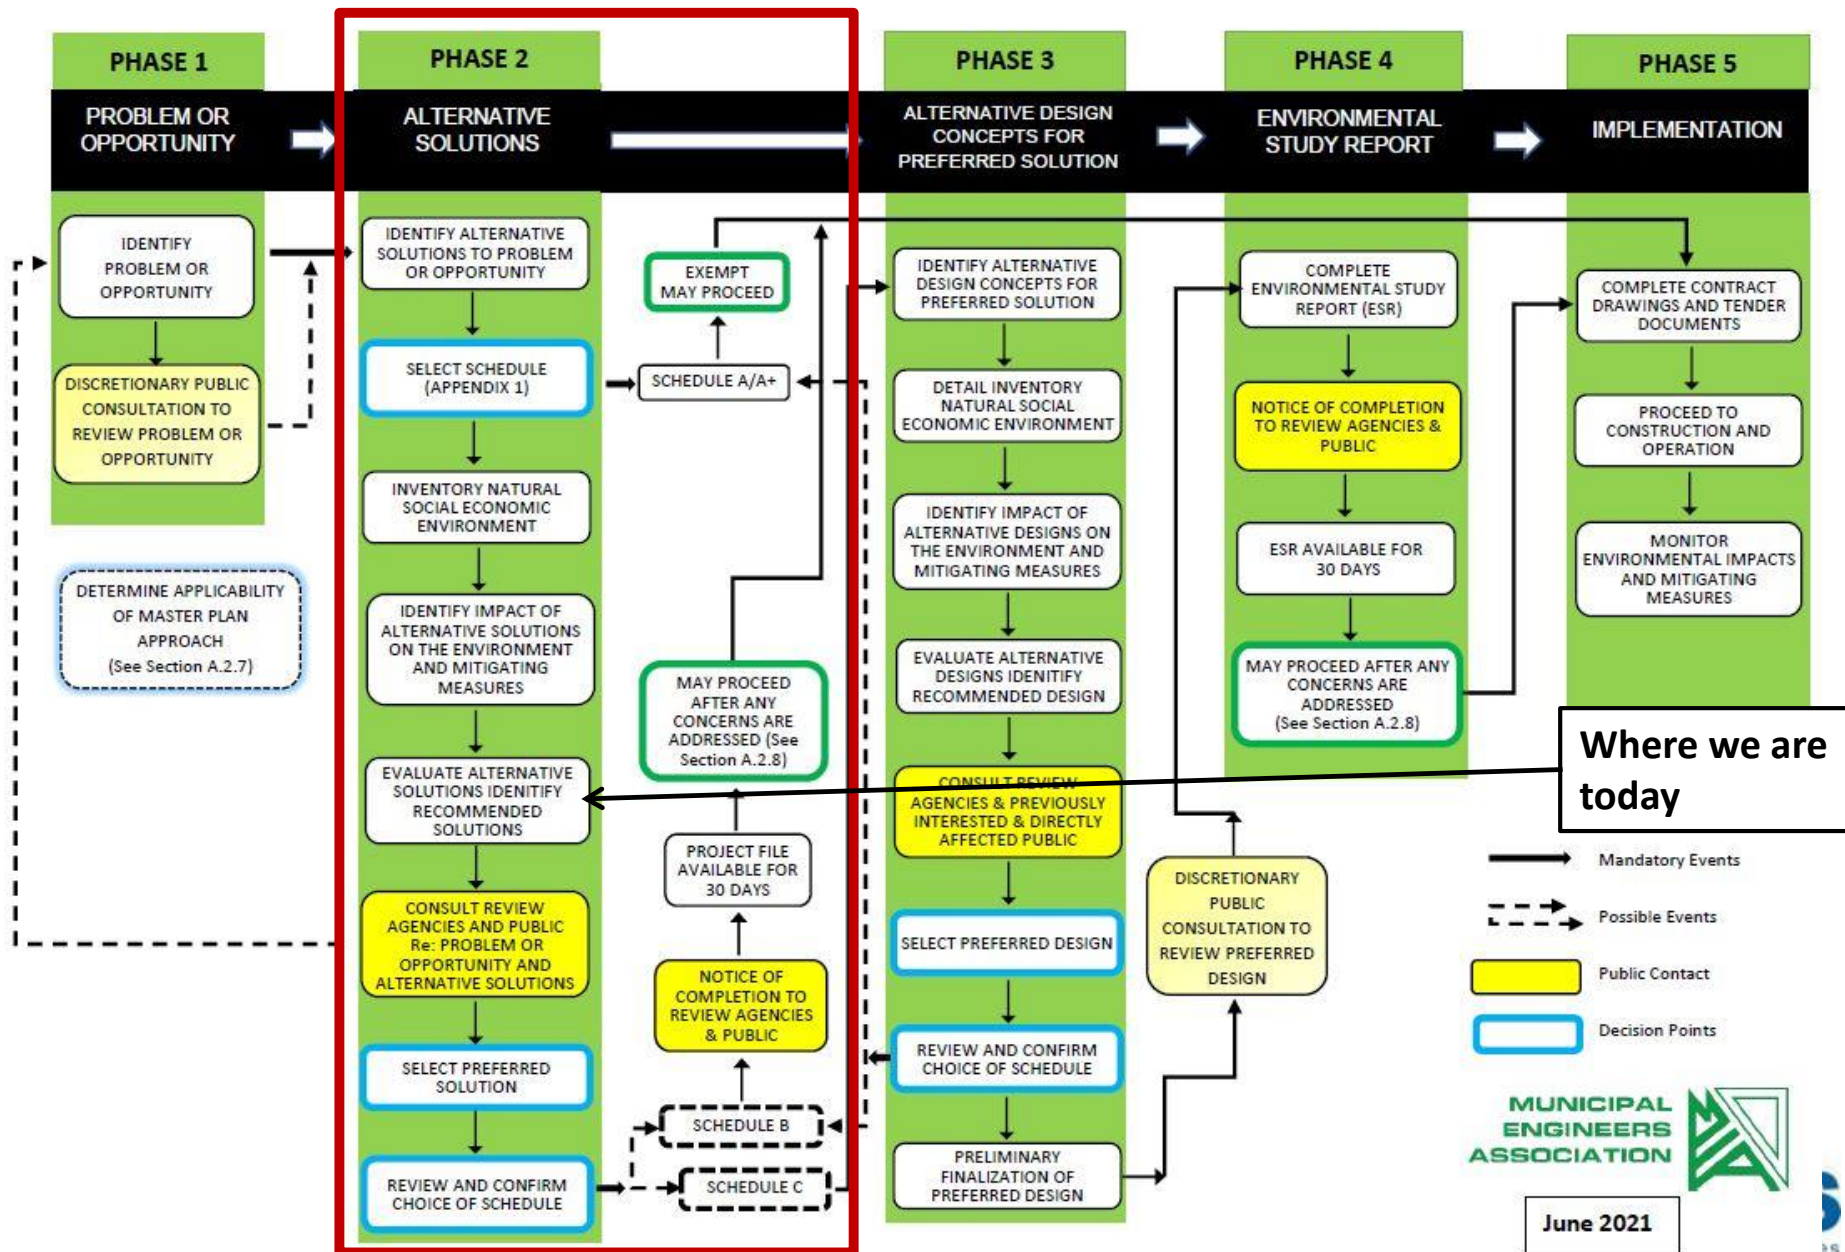 PHASE 1
PROBLEM OR
OPPORTUNITY
IDENTIFY
PROBLEM OR
OPPORTUNITY
DISCRETIONARY PUBLIC
CONSULTATION TO
REVIEW PROBLEM OR
OPPORTUNITY
DETERMINE APPLICABILITY
OF MASTER PLAN
APPROACH
(See Section A.2.7)
PHASE 2
ALTERNATIVE
SOLUTIONS
IDENTIFY ALTERNATIVE
SOLUTIONS TO PROBLEM
OR OPPORTUNITY
SELECT SCHEDULE
(APPENDIX 1)
INVENTORY NATURAL
SOCIAL ECONOMIC
ENVIRONMENT
IDENTIFY IMPACT OF
ALTERNATIVE SOLUTIONS
ON THE ENVIRONMENT
AND MITIGATING
MEASURES
EVALUATE ALTERNATIVE
SOLUTIONS IDENITIFY
RECOMMENDED
SOLUTIONS
CONSULT REVIEW
AGENCIES AND PUBLIC
Re: PROBLEM OR
OPPORTUNITY AND
ALTERNATIVE SOLUTIONS
SELECT PREFERRED
SOLUTION
REVIEW AND CONFIRM
CHOICE OF SCHEDULE
EXEMPT
MAY PROCEED
SCHEDULE A/A+
MAY PROCEED
AFTER ANY
CONCERNS ARE
ADDRESSED (See
Section A.2.8)
PROJECT FILE
AVAILABLE FOR
30 DAYS
NOTICE OF
COMPLETION TO
REVIEW AGENCIES
& PUBLIC
SCHEDULE B
SCHEDULE C
PHASE 3
ALTERNATIVE DESIGN
CONCEPTS FOR
PREFERRED SOLUTION
IDENTIFY ALTERNATIVE
DESIGN CONCEPTS FOR
PREFERRED SOLUTION
DETAIL INVENTORY
NATURAL SOCIAL
ECONOMIC ENVIRONMENT
IDENTIFY IMPACT OF
ALTERNATIVE DESIGNS ON
THE ENVIRONMENT AND
MITIGATING MEASURES
EVALUATE ALTERNATIVE
DESIGNS IDENITIFY
RECOMMENDED DESIGN
CONSULT REVIEW
AGENCIES & PREVIOUSLY
INTERESTED & DIRECTLY
AFFECTED PUBLIC
SELECT PREFERRED DESIGN
REVIEW AND CONFIRM
CHOICE OF SCHEDULE
PRELIMINARY
FINALIZATION OF
PREFERRED DESIGN
DISCRETIONARY
PUBLIC
CONSULTATION TO
REVIEW PREFERRED
DESIGN
PHASE 4
ENVIRONMENTAL
STUDY REPORT
COMPLETE
ENVIRONMENTAL STUDY
REPORT (ESR)
NOTICE OF COMPLETION
TO REVIEW AGENCIES &
PUBLIC
ESR AVAILABLE FOR
30 DAYS
MAY PROCEED AFTER ANY
CONCERNS ARE
ADDRESSED
(See Section A.2.8)
PHASE 5
IMPLEMENTATION
COMPLETE CONTRACT
DRAWINGS AND TENDER
DOCUMENTS
PROCEED TO
CONSTRUCTION AND
OPERATION
MONITOR
ENVIRONMENTAL IMPACTS
AND MITIGATING
MEASURES
Where we are
today
Mandatory Events
Possible Events
Public Contact
Decision Points
MUNICIPAL
ENGINEERS
ASSOCIATION
June 2021